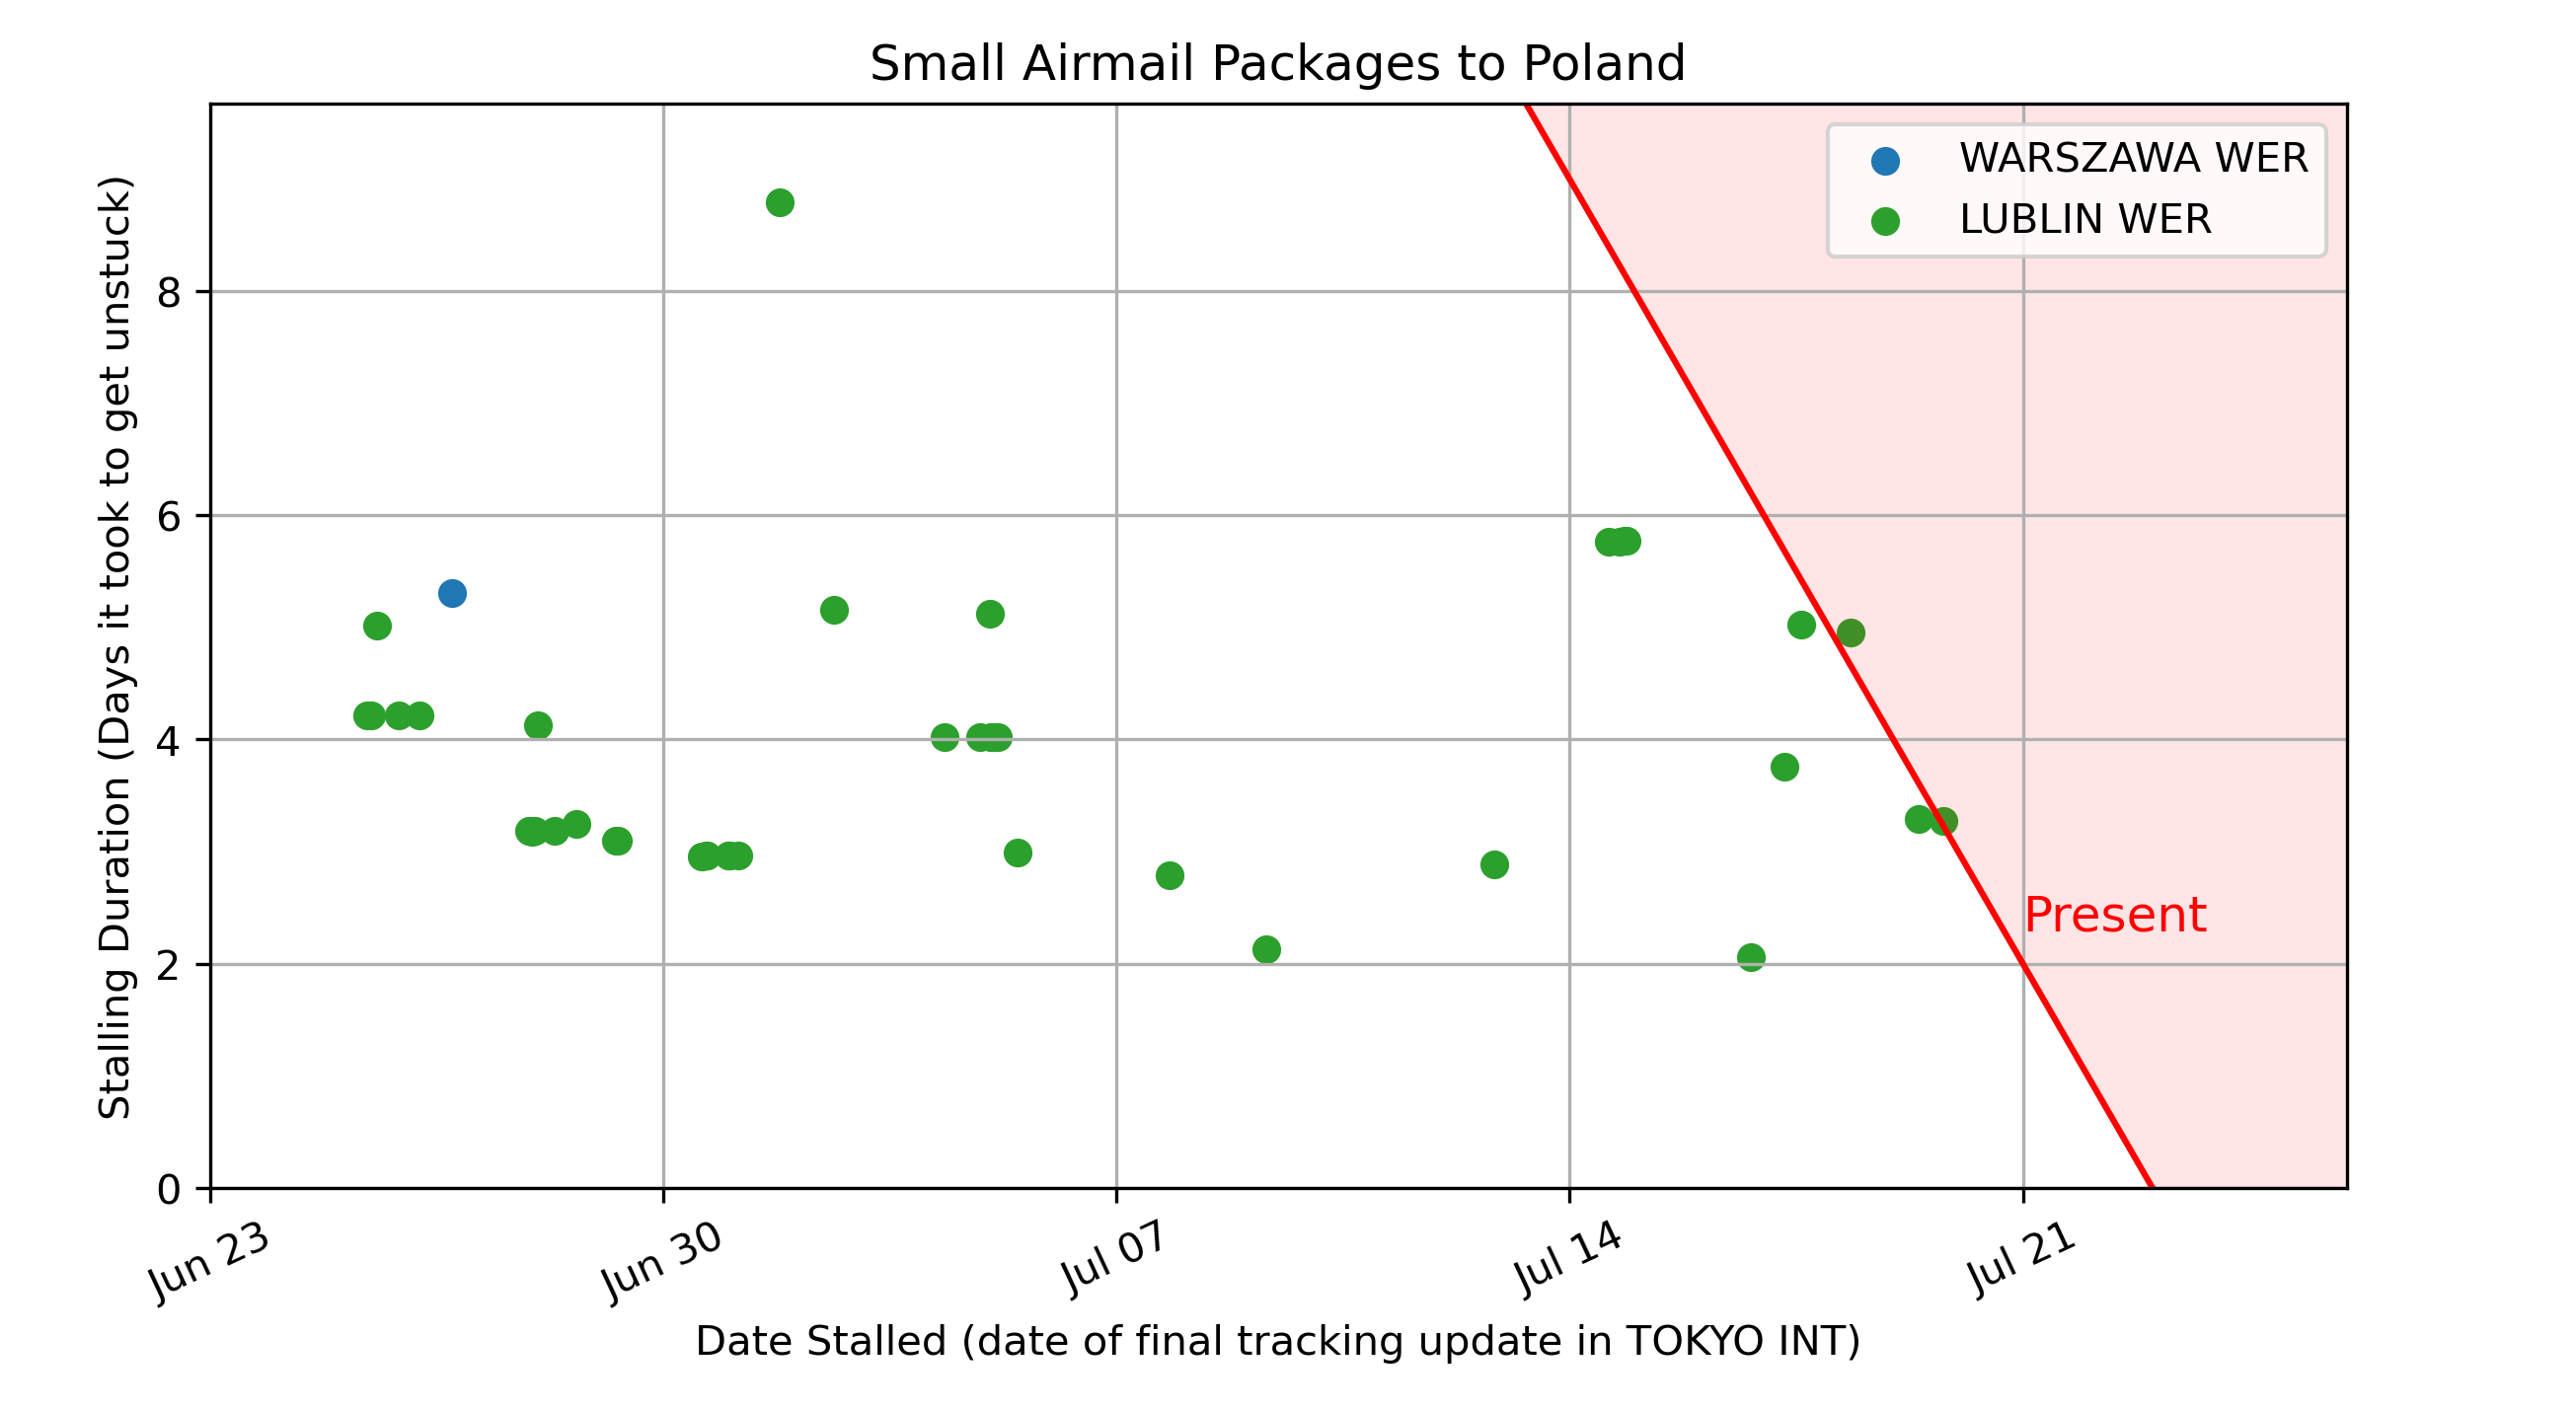 Small Airmail Packages to Poland
WARSZAWA WER
LUBLIN WER
Stalling Duration (Days it took to get unstuck)
8
6
4
2
0
Present
Jun 23
Jun 30
Jul 07
Jul 14
Jul 21
Date Stalled (date of final tracking update in TOKYO INT)